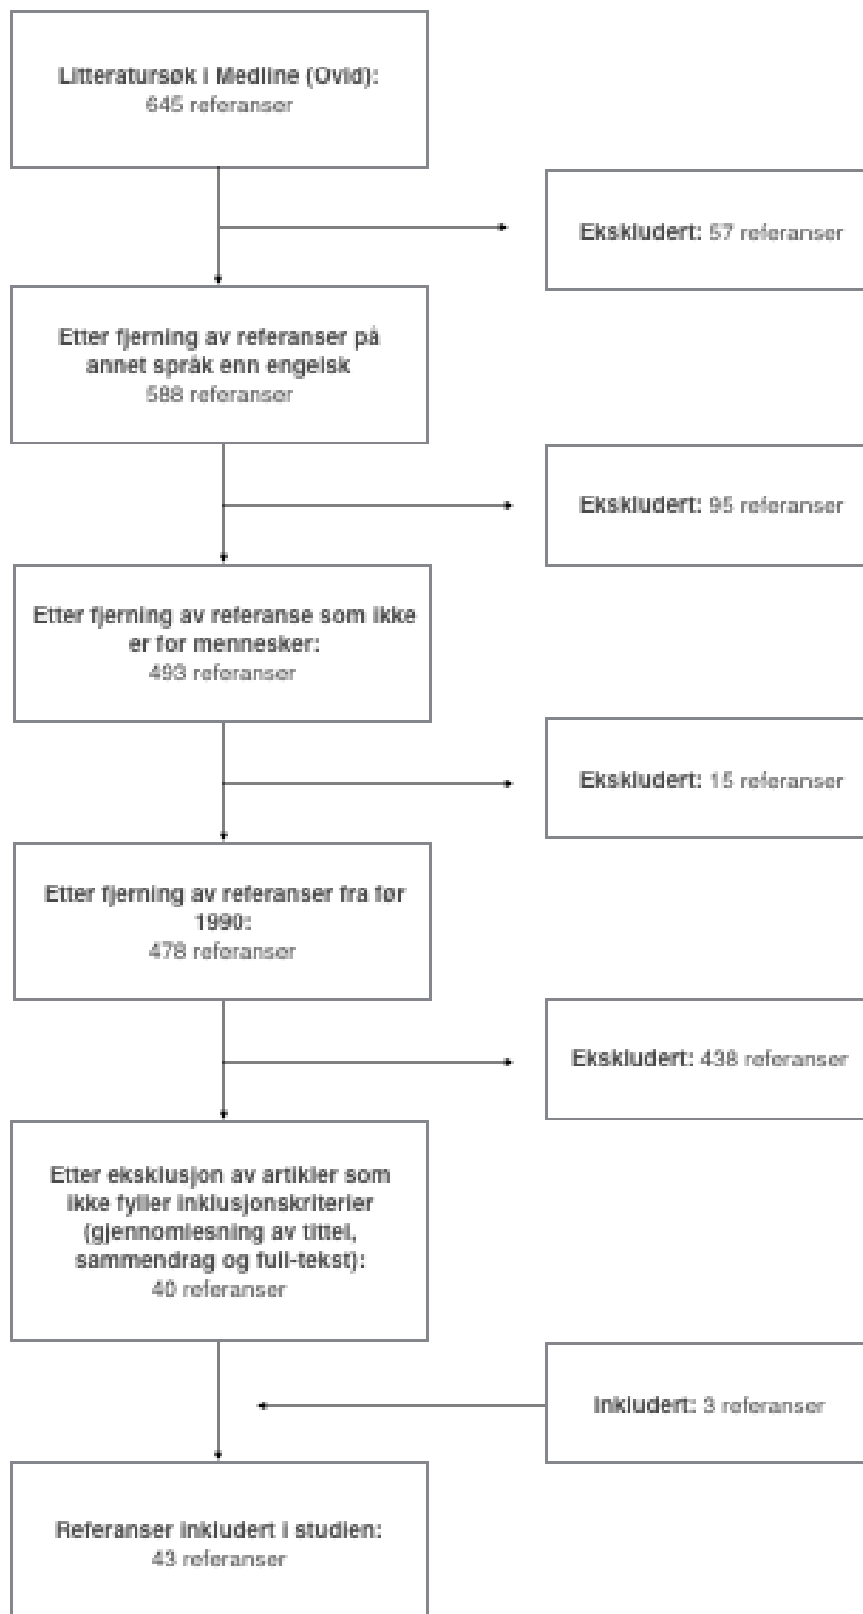 Litteratursøk i Medline (Ovid):
645 referanser
Ekskludert: 57 referanser
Etter fjerning av referanser på
annet språk enn engelsk
588 referanser
Ekskludert: 95 referanser
Etter fjerning av referanse som ikke
er for mennesker:
493 referanser
Ekskludert: 15 referanser
Etter fjerning av referanser fra før
1990:
478 referanser
Ekskludert: 438 referanser
Etter eksklusjon av artikler som
ikke fyller inklusjonskriterier
(gjennomlesning av tittel,
sammendrag og full-tekst):
40 referanser
Inkludert: 3 referanser
Referanser inkludert i studien:
43 referanser